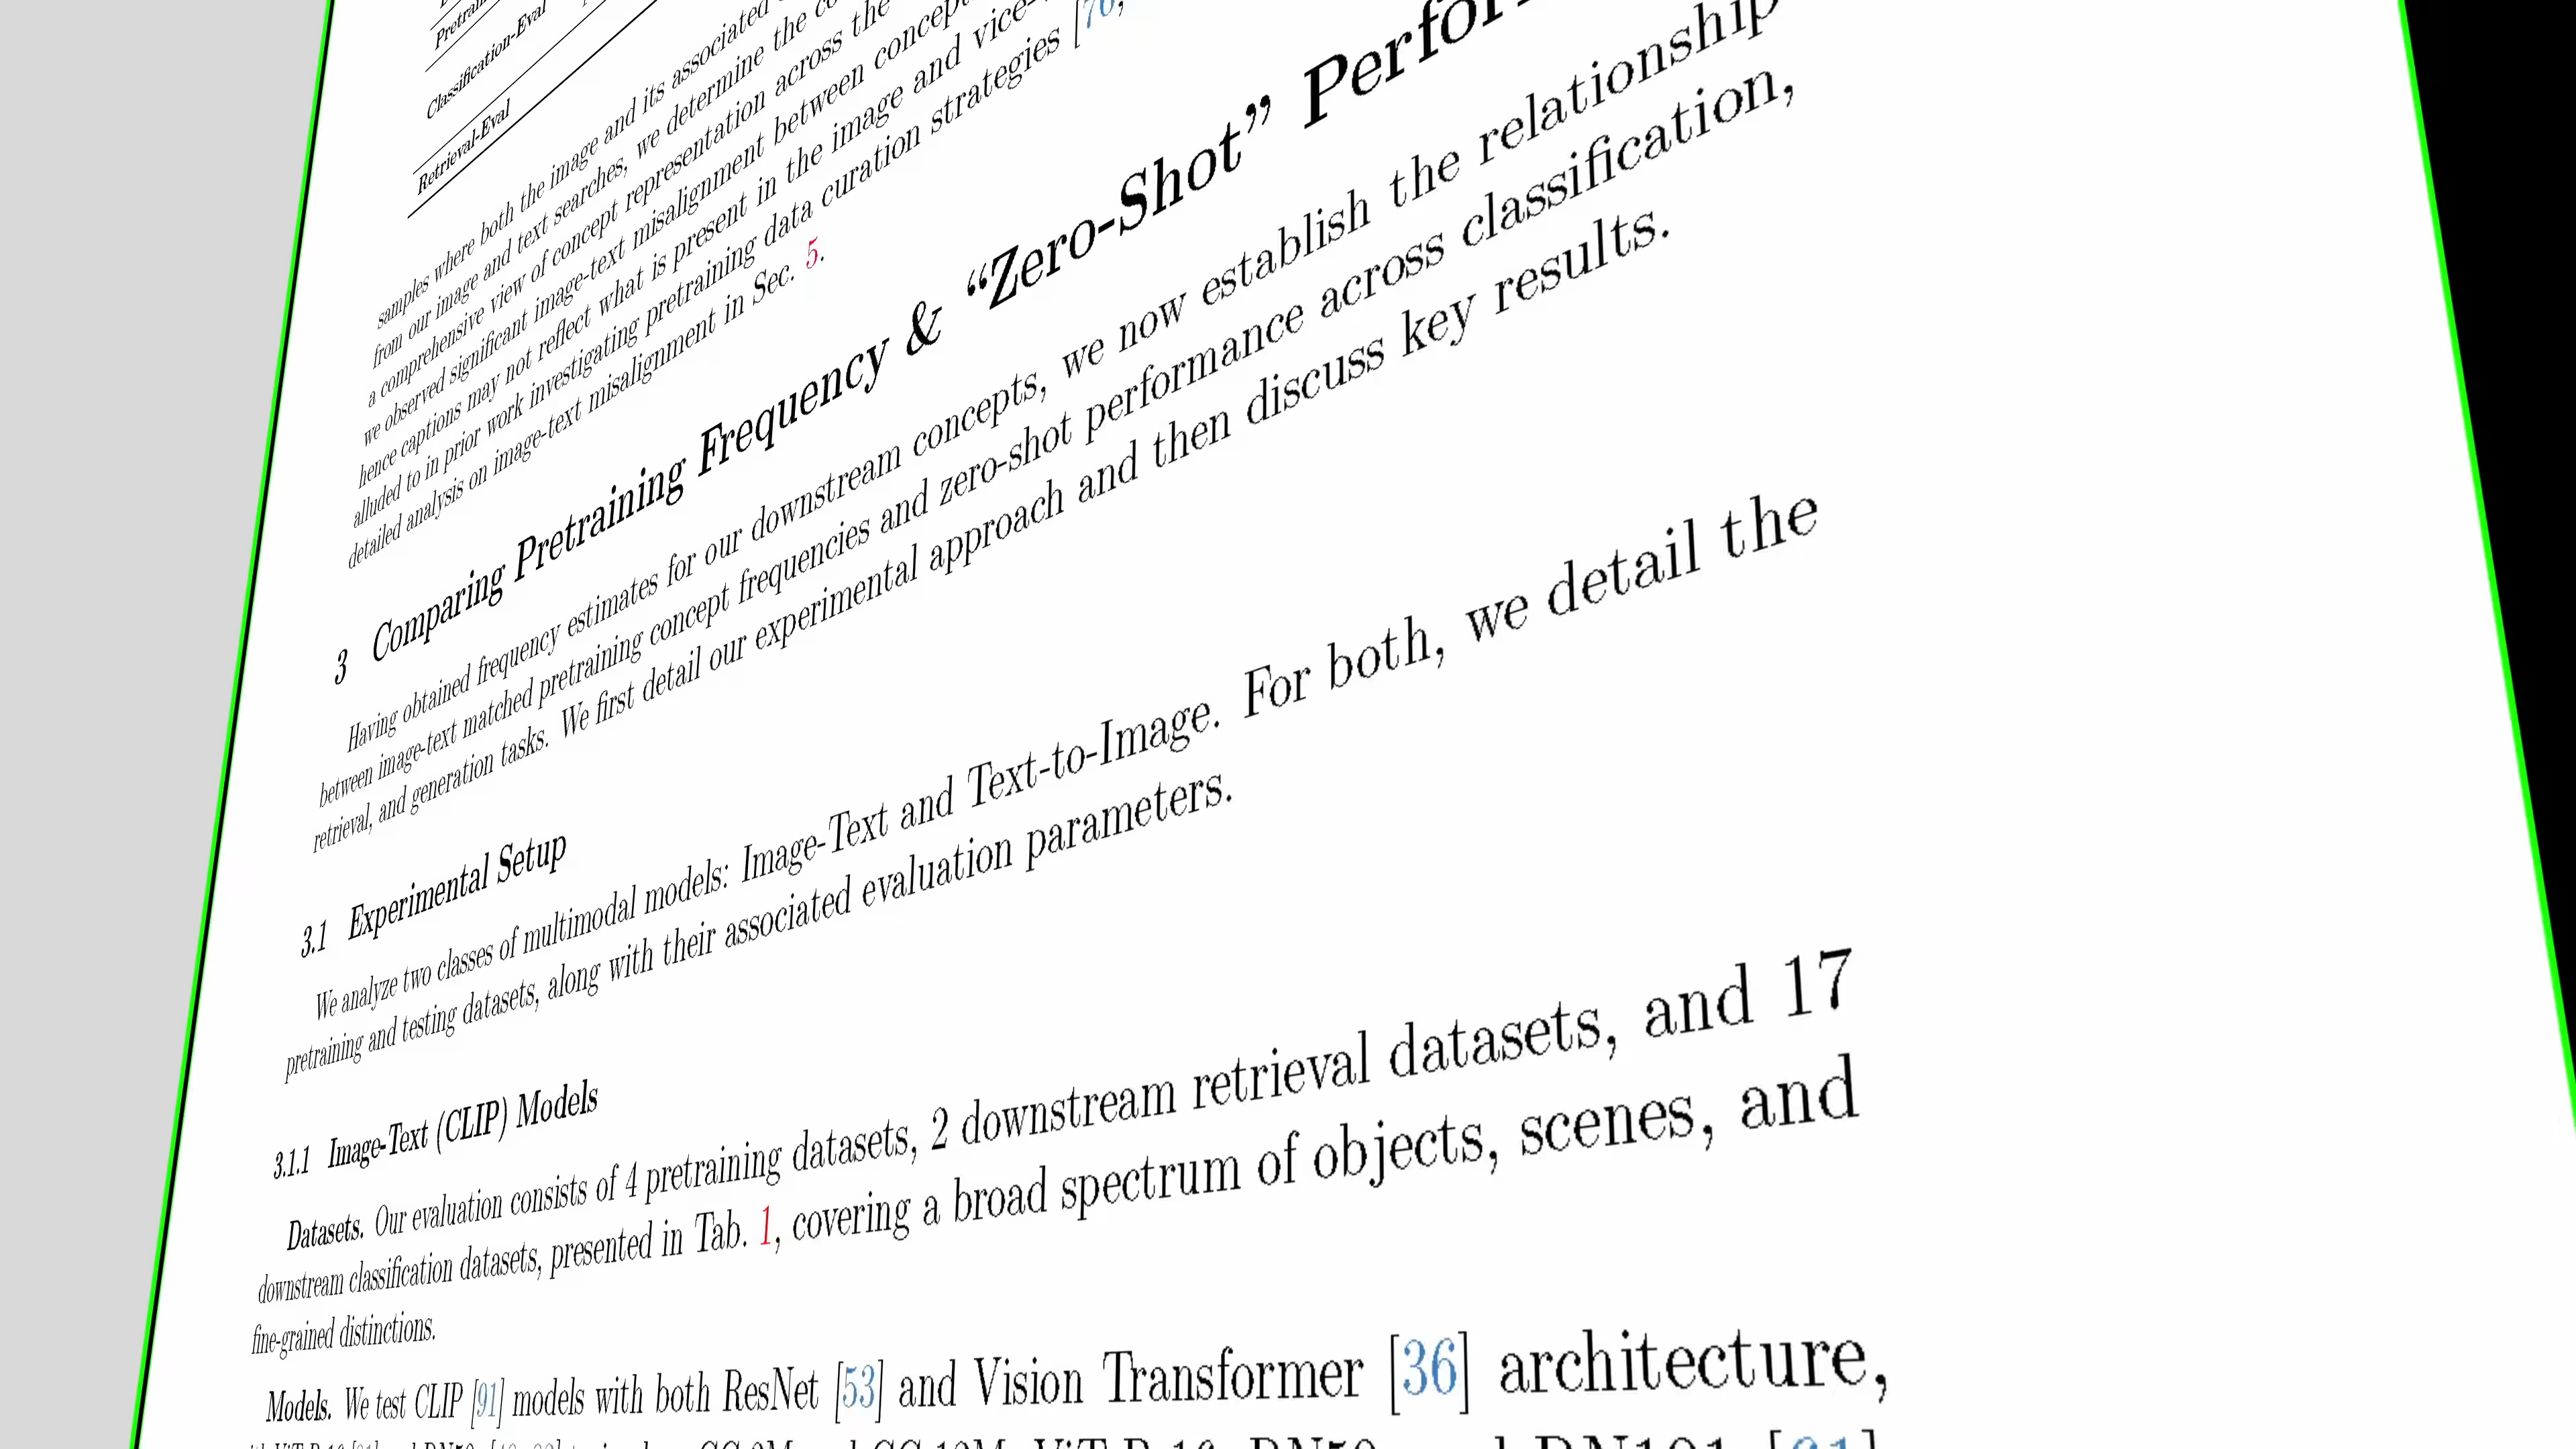 Pretrain
Classification-Eval
Retrieval-Eval
samples where both the image and its associated
from our image and text searches, we determine the
a comprehensive view of concept representation across the
we observed significant image-text misalignment between concept
hence captions may not reflect what is present in the image and vice-
alluded to in prior work investigating pretraining data curation strategies [76,
detailed analysis on image-text misalignment in Sec. 5.
3 Comparing Pretraining Frequency & “Zero-Shot” Perfor
Having obtained frequency estimates for our downstream concepts, we now establish the relationship
between image-text matched pretraining concept frequencies and zero-shot performance across classification,
retrieval, and generation tasks. We first detail our experimental approach and then discuss key results.
3.1 Experimental Setup
We analyze two classes of multimodal models: Image-Text and Text-to-Image. For both, we detail the
pretraining and testing datasets, along with their associated evaluation parameters.
3.1.1 Image-Text (CLIP) Models
Datasets. Our evaluation consists of 4 pretraining datasets, 2 downstream retrieval datasets, and 17
downstream classification datasets, presented in Tab. 1, covering a broad spectrum of objects, scenes, and
fine-grained distinctions.
Models. We test CLIP [91] models with both ResNet [53] and Vision Transformer [36] architecture,